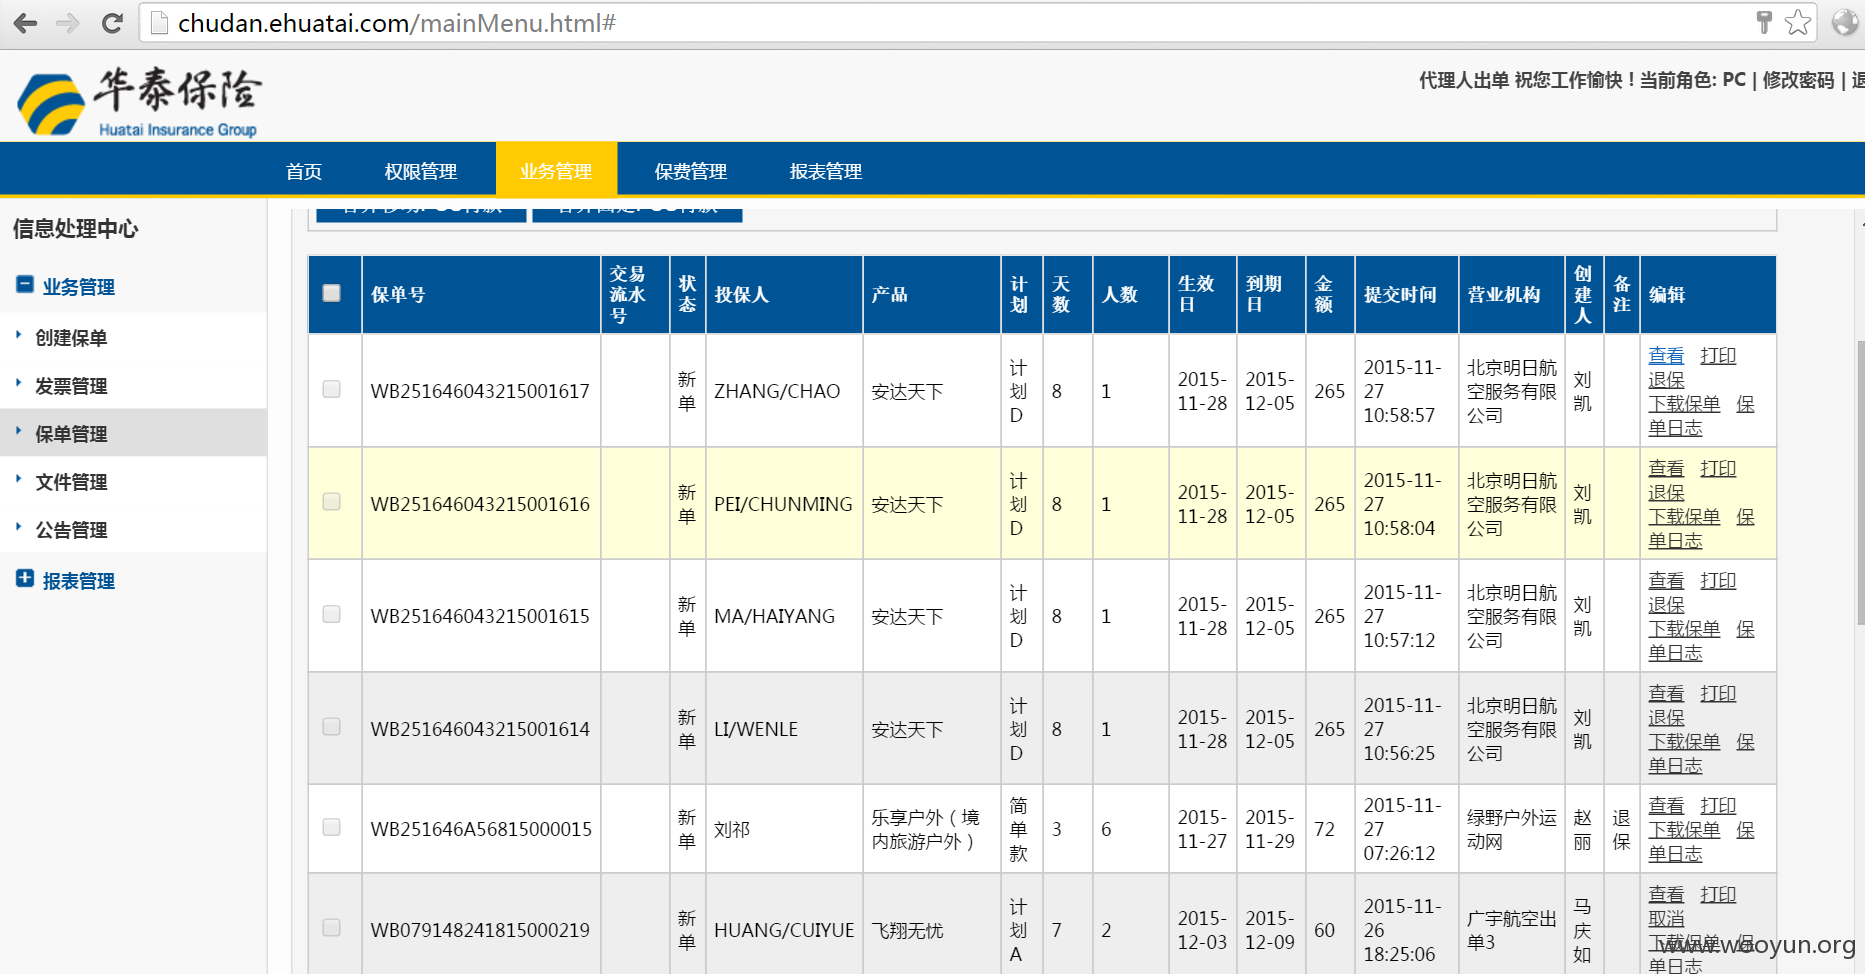 chudan.ehuatai.com/mainMenu.html#
华泰保险
Huatai Insurance Group
代理人出单 祝您工作愉快！当前角色: PC | 修改密码 |
首页 权限管理 业务管理 保费管理 报表管理
信息处理中心
业务管理
创建保单
发票管理
保单管理
文件管理
公告管理
报表管理
保单号 交易流水号 状态 投保人 产品 计划 天数 人数 生效日 到期日 金额 提交时间 营业机构 创建人 备注 编辑
WB251646043215001617 新单 ZHANG/CHAO 安达天下 计划D 8 1 2015-11-28 2015-12-05 265 2015-11-27 10:58:57 北京明日航空服务有限公司 刘凯 查看 打印 退保 下载保单 保单日志
WB251646043215001616 新单 PEI/CHUNMING 安达天下 计划D 8 1 2015-11-28 2015-12-05 265 2015-11-27 10:58:04 北京明日航空服务有限公司 刘凯 查看 打印 退保 下载保单 保单日志
WB251646043215001615 新单 MA/HAIYANG 安达天下 计划D 8 1 2015-11-28 2015-12-05 265 2015-11-27 10:57:12 北京明日航空服务有限公司 刘凯 查看 打印 退保 下载保单 保单日志
WB251646043215001614 新单 LI/WENLE 安达天下 计划D 8 1 2015-11-28 2015-12-05 265 2015-11-27 10:56:25 北京明日航空服务有限公司 刘凯 查看 打印 退保 下载保单 保单日志
WB251646A56815000015 新单 刘祁 乐享户外（境内旅游户外） 简单款 3 6 2015-11-27 2015-11-29 72 2015-11-27 07:26:12 绿野户外运动网 赵丽 退保 查看 打印 下载保单 保单日志
WB079148241815000219 新单 HUANG/CUIYUE 飞翔无忧 计划A 7 2 2015-12-03 2015-12-09 60 2015-11-26 18:25:06 广宇航空出单3 马庆如 查看 打印 取消 下载保单 保单日志
www.wooyun.org